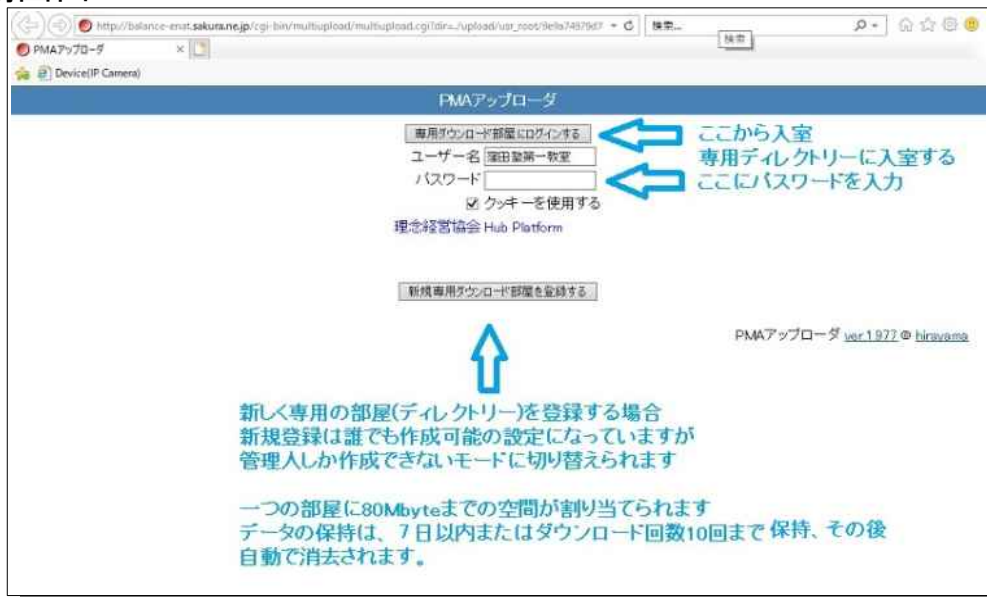 http://balance-enat.sakura.ne.jp/cgi-bin/multiupload/multiupload.cgi?dir=./upload/usr_root/
検索...
検索
PMAアップローダ
Device(IP Camera)
PMAアップローダ
専用ダウンロード部屋にログインする
ここから入室
ユーザー名 窪田塾第一教室
専用ディレクトリーに入室する
パスワード
ここにパスワードを入力
クッキーを使用する
理念経営協会 Hub Platform
新規専用ダウンロード部屋を登録する
PMAアップローダ ver.1.977 @ hirayama
新しく専用の部屋(ディレクトリー)を登録する場合
新規登録は誰でも作成可能の設定になっていますが
管理人しか作成できないモードに切り替えられます
一つの部屋に80Mbyteまでの空間が割り当てられます
データの保持は、7日以内またはダウンロード回数10回まで 保持、その後
自動で消去されます。